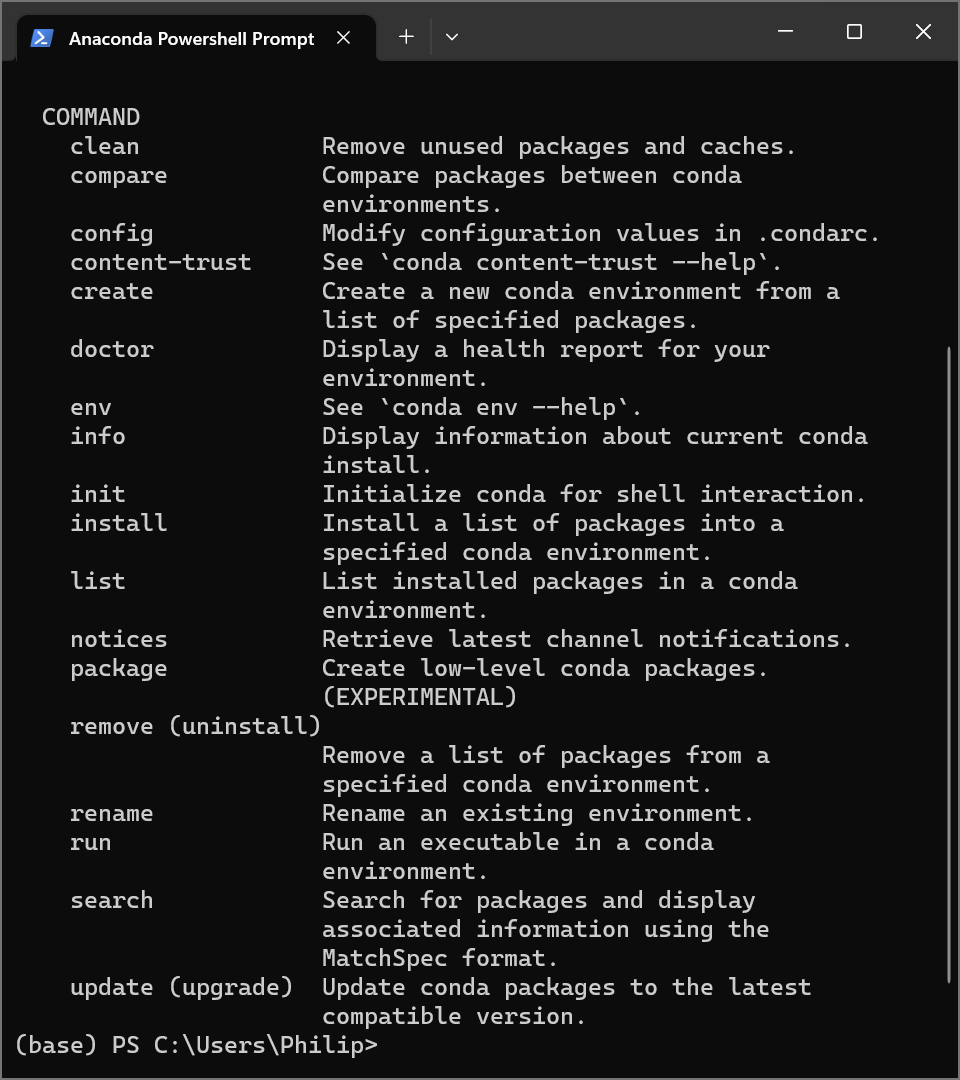 Anaconda Powershell Prompt
COMMAND
clean Remove unused packages and caches.
compare Compare packages between conda
environments.
config Modify configuration values in .condarc.
content-trust See `conda content-trust --help`.
create Create a new conda environment from a
list of specified packages.
doctor Display a health report for your
environment.
env See `conda env --help`.
info Display information about current conda
install.
init Initialize conda for shell interaction.
install Install a list of packages into a
specified conda environment.
list List installed packages in a conda
environment.
notices Retrieve latest channel notifications.
package Create low-level conda packages.
(EXPERIMENTAL)
remove (uninstall)
Remove a list of packages from a
specified conda environment.
rename Rename an existing environment.
run Run an executable in a conda
environment.
search Search for packages and display
associated information using the
MatchSpec format.
update (upgrade) Update conda packages to the latest
compatible version.
(base) PS C:\Users\Philip>